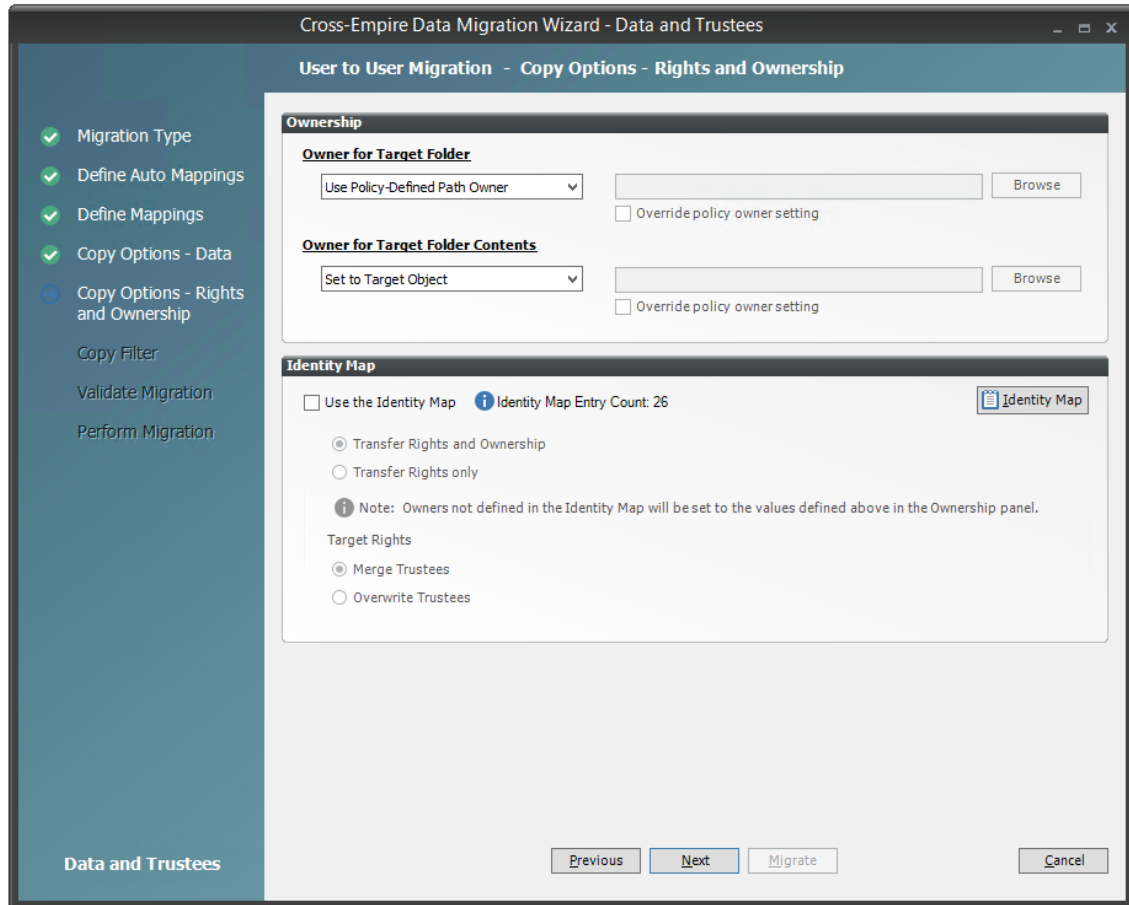 Cross-Empire Data Migration Wizard - Data and Trustees
User to User Migration - Copy Options - Rights and Ownership
Migration Type
Define Auto Mappings
Define Mappings
Copy Options - Data
Copy Options - Rights
and Ownership
Copy Filter
Validate Migration
Perform Migration
Data and Trustees
Ownership
Owner for Target Folder
Use Policy-Defined Path Owner
Browse
Override policy owner setting
Owner for Target Folder Contents
Set to Target Object
Browse
Override policy owner setting
Identity Map
Use the Identity Map
Identity Map Entry Count: 26
Identity Map
Transfer Rights and Ownership
Transfer Rights only
Note: Owners not defined in the Identity Map will be set to the values defined above in the Ownership panel.
Target Rights
Merge Trustees
Overwrite Trustees
Previous
Next
Migrate
Cancel